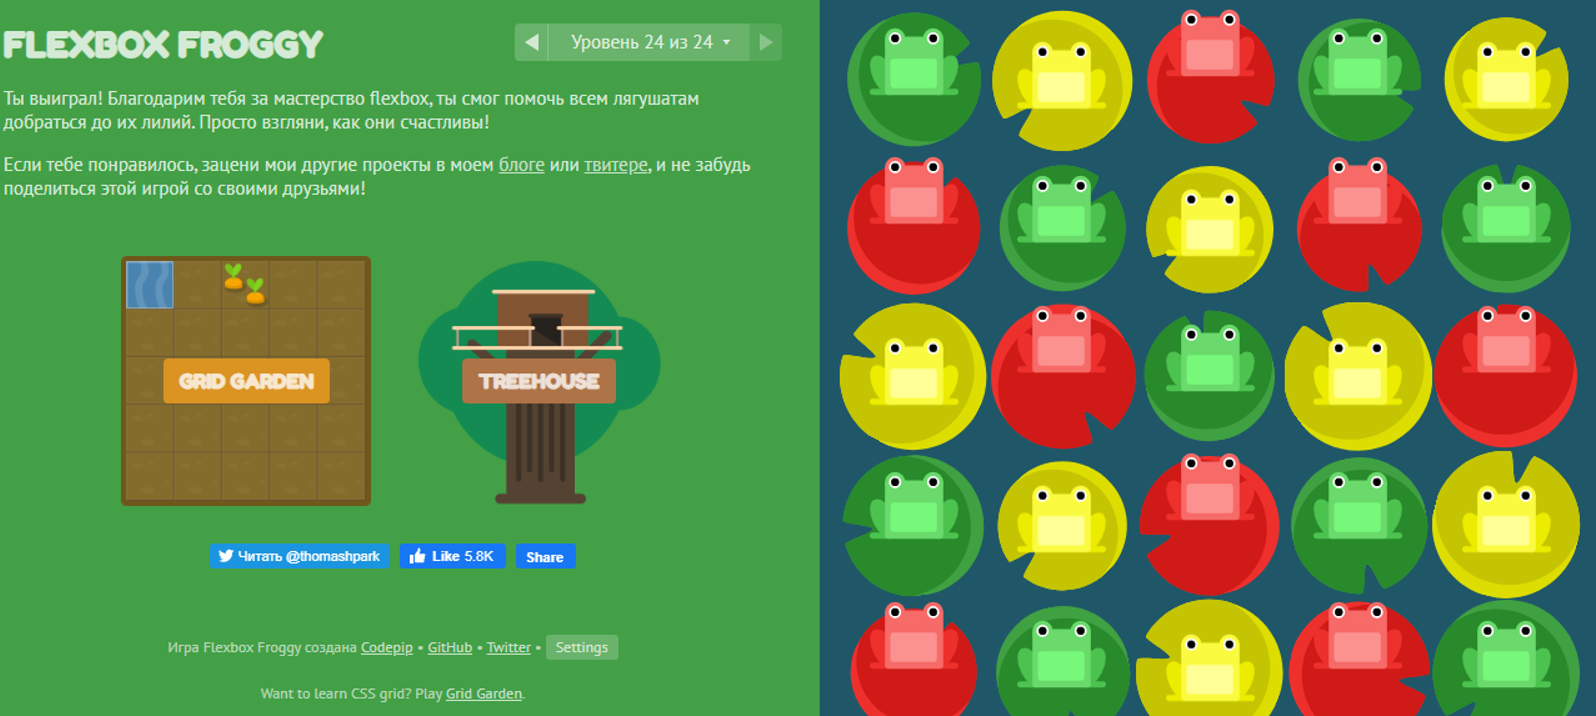 FLEXBOX FROGGY
Уровень 24 из 24
Ты выиграл! Благодарим тебя за мастерство flexbox, ты смог помочь всем лягушатам
добраться до их лилий. Просто взгляни, как они счастливы!
Если тебе понравилось, зацени мои другие проекты в моем блоге или твитере, и не забудь
поделиться этой игрой со своими друзьями!
GRID GARDEN
TREEHOUSE
Читать @thomashpark
Like 5.8K
Share
Игра Flexbox Froggy создана Codepip • GitHub • Twitter • Settings
Want to learn CSS grid? Play Grid Garden.